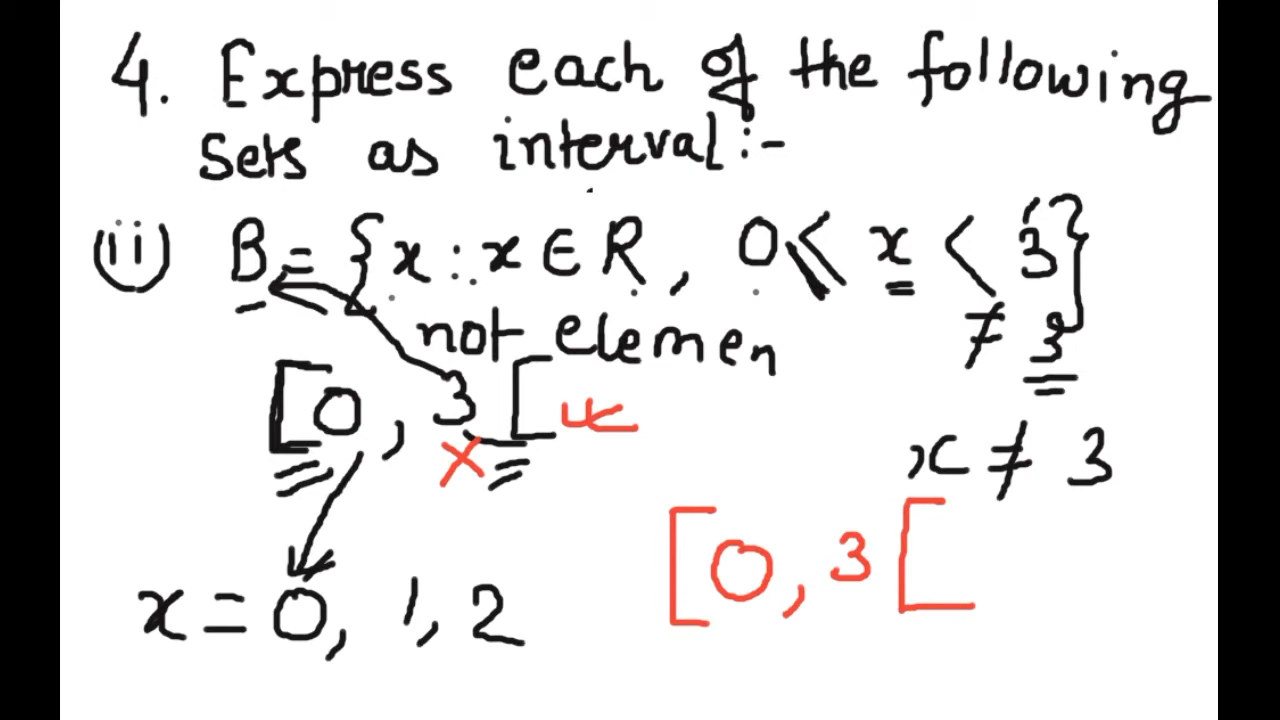 4. Express each of the following
Sets as interval:-
(ii) B = {x : x ∈ R, 0 ⩽ x < 3}
not elemen ≠ 3
[0, 3[
x ≠ 3
[0, 3[
x = 0, 1, 2